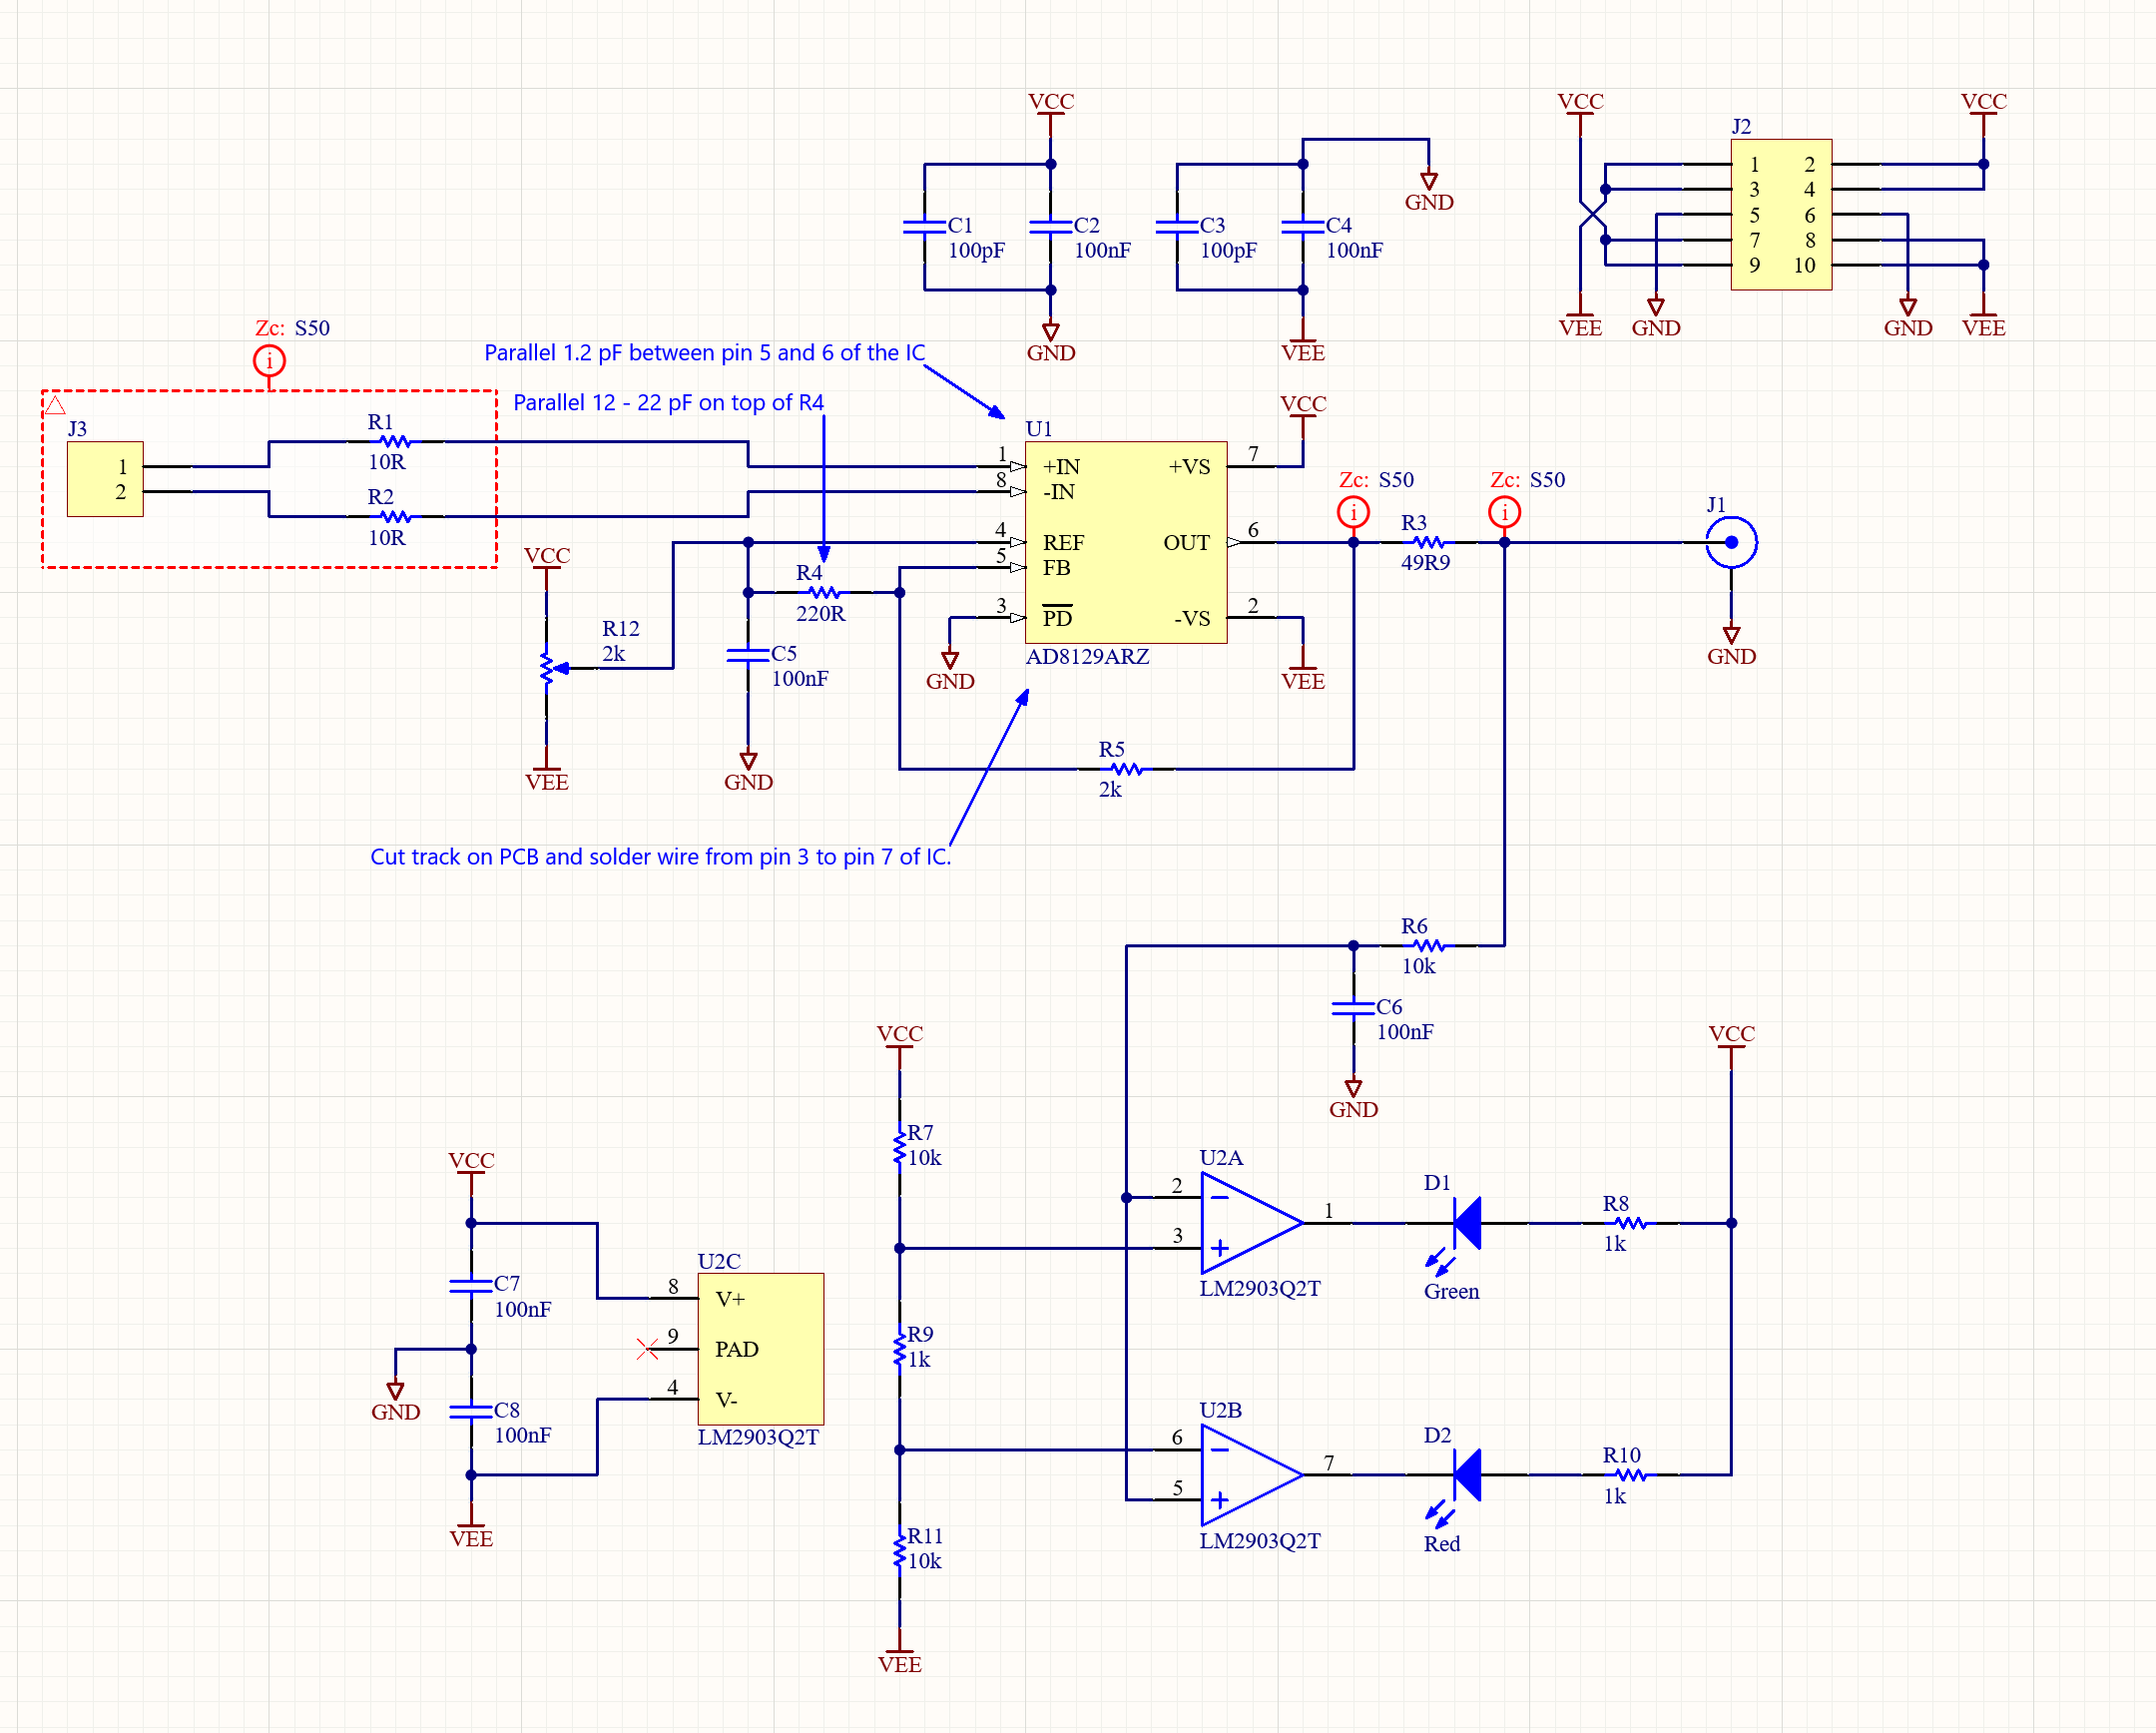 VCC
VCC
VCC
J2
1 2
3 4
5 6
7 8
9 10
GND
C1
100pF
C2
100nF
C3
100pF
C4
100nF
GND
VEE
VEE
GND
GND
VEE
Zc: S50
i
Parallel 1.2 pF between pin 5 and 6 of the IC
Parallel 12 - 22 pF on top of R4
J3
1
2
R1
10R
R2
10R
U1
1 +IN
8 -IN
4 REF
5 FB
3 PD
+VS 7
OUT 6
-VS 2
AD8129ARZ
VCC
VEE
GND
Zc: S50
i
Zc: S50
i
R3
49R9
J1
GND
VCC
R12
2k
VEE
R4
220R
C5
100nF
GND
R5
2k
Cut track on PCB and solder wire from pin 3 to pin 7 of IC.
R6
10k
C6
100nF
GND
VCC
VCC
R7
10k
VCC
C7
100nF
GND
C8
100nF
VEE
U2C
8 V+
9 PAD
4 V-
LM2903Q2T
R9
1k
R11
10k
VEE
U2A
2
3
1
LM2903Q2T
D1
Green
R8
1k
U2B
6
5
7
LM2903Q2T
D2
Red
R10
1k